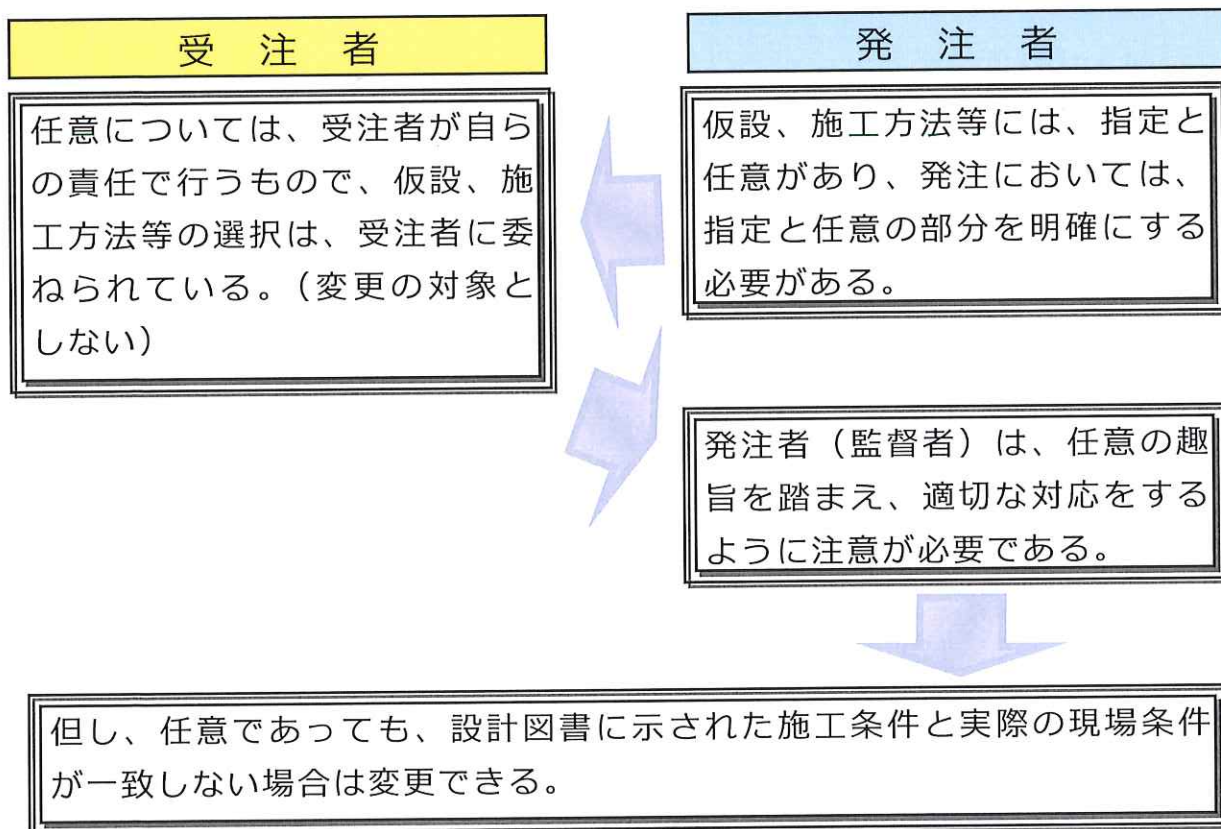 受注者
任意については、受注者が自ら
の責任で行うもので、仮設、施
工方法等の選択は、受注者に委
ねられている。（変更の対象と
しない）
発注者
仮設、施工方法等には、指定と
任意があり、発注においては、
指定と任意の部分を明確にする
必要がある。
発注者（監督者）は、任意の趣
旨を踏まえ、適切な対応をする
ように注意が必要である。
但し、任意であっても、設計図書に示された施工条件と実際の現場条件
が一致しない場合は変更できる。